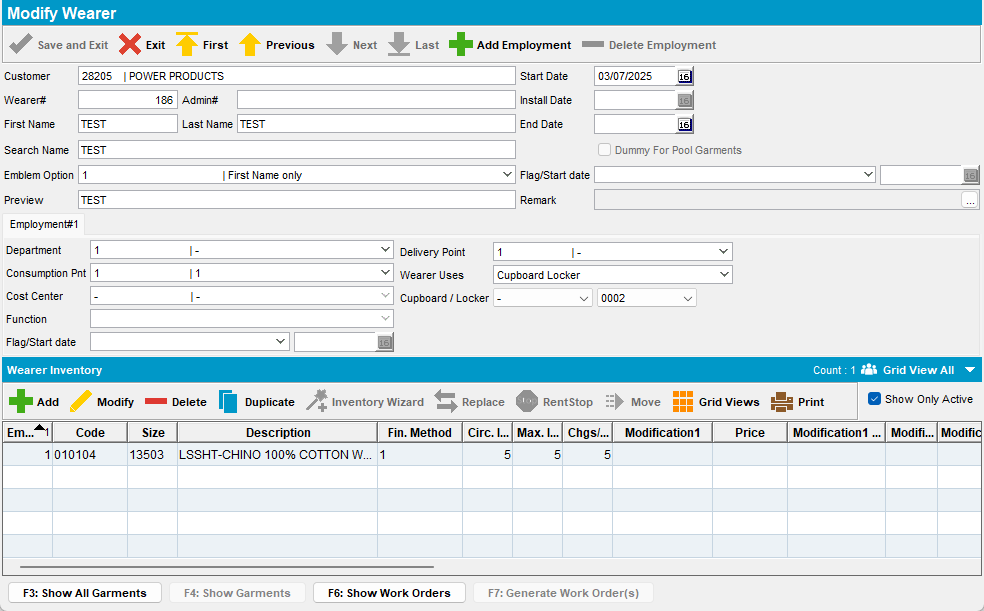 Modify Wearer
Save and Exit Exit First Previous Next Last Add Employment Delete Employment
Customer 28205 | POWER PRODUCTS Start Date 03/07/2025 16
Wearer# 186 Admin# Install Date 16
First Name TEST Last Name TEST End Date 16
Search Name TEST Dummy For Pool Garments
Emblem Option 1 | First Name only Flag/Start date 16
Preview TEST Remark ...
Employment#1
Department 1 | - Delivery Point 1 | -
Consumption Pnt 1 | 1 Wearer Uses Cupboard Locker
Cost Center - | - Cupboard / Locker - 0002
Function
Flag/Start date 16
Wearer Inventory Count : 1 Grid View All
Add Modify Delete Duplicate Inventory Wizard Replace RentStop Move Grid Views Print Show Only Active
Em... 1 Code Size Description Fin. Method Circ. I... Max. I... Chgs/... Modification1 Price Modification1 ... Modifi... Modific
1 010104 13503 LSSHT-CHINO 100% COTTON W... 1 5 5 5
F3: Show All Garments F4: Show Garments F6: Show Work Orders F7: Generate Work Order(s)